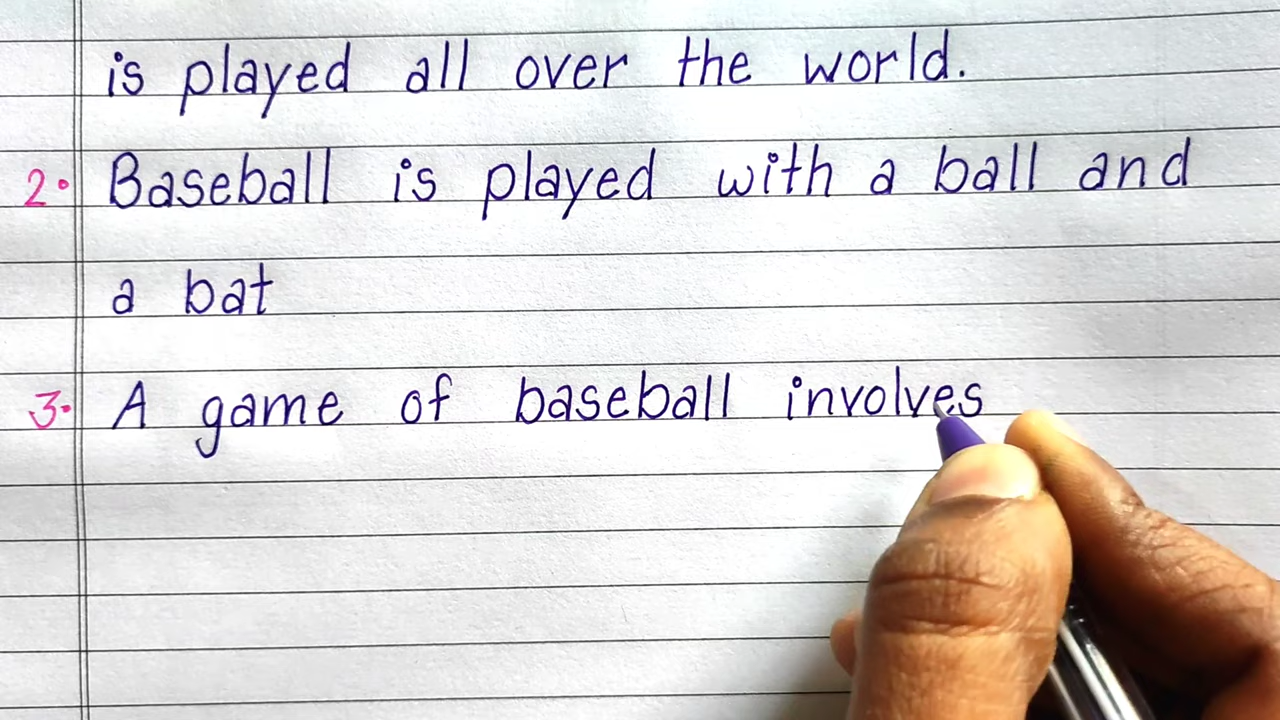 is played all over the world.
2. Baseball is played with a ball and
a bat
3. A game of baseball involves